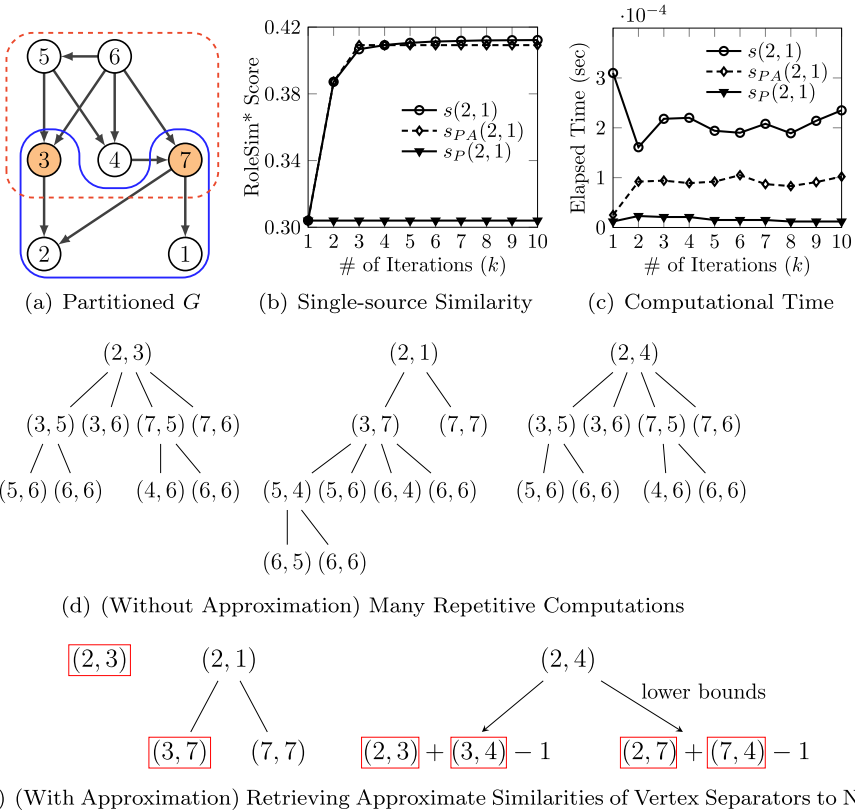 5 6
3 4 7
2 1
(a) Partitioned G
0.42
0.38
0.34
0.30
RoleSim* Score
s(2,1)
s_{PA}(2,1)
s_P(2,1)
1 2 3 4 5 6 7 8 9 10
# of Iterations (k)
(b) Single-source Similarity
·10^{−4}
3
2
1
0
Elapsed Time (sec)
s(2,1)
s_{PA}(2,1)
s_P(2,1)
1 2 3 4 5 6 7 8 9 10
# of Iterations (k)
(c) Computational Time
(2,3) (2,1) (2,4)
(3,5) (3,6) (7,5) (7,6) (3,7) (7,7) (3,5) (3,6) (7,5) (7,6)
(5,6) (6,6) (4,6) (6,6) (5,4) (5,6) (6,4) (6,6) (5,6) (6,6) (4,6) (6,6)
(6,5) (6,6)
(d) (Without Approximation) Many Repetitive Computations
(2,3) (2,1) (2,4)
lower bounds
(3,7) (7,7) (2,3) + (3,4) − 1 (2,7) + (7,4) − 1
) (With Approximation) Retrieving Approximate Similarities of Vertex Separators to N